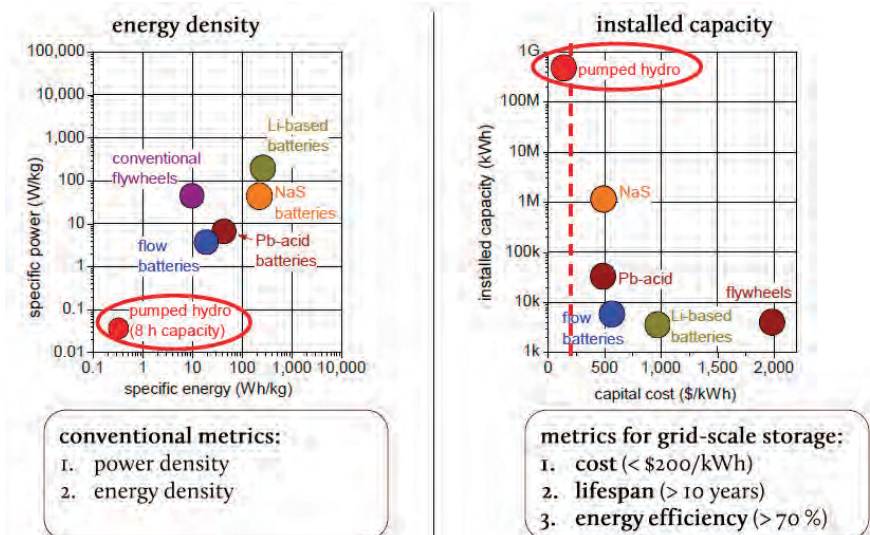 energy density
100,000
10,000
1,000
100
10
1
0.1
0.01
specific power (W/kg)
Li-based
batteries
conventional
flywheels
NaS
batteries
flow
batteries
Pb-acid
batteries
pumped hydro
(8 h capacity)
0.1
1
10
100
1,000
10,000
specific energy (Wh/kg)
conventional metrics:
1. power density
2. energy density
installed capacity
1G
100M
10M
1M
100k
10k
1k
installed capacity (kWh)
pumped hydro
NaS
Pb-acid
flywheels
flow
batteries
Li-based
batteries
0
500
1,000
1,500
2,000
capital cost ($/kWh)
metrics for grid-scale storage:
1. cost (< $200/kWh)
2. lifespan (> 10 years)
3. energy efficiency (> 70 %)